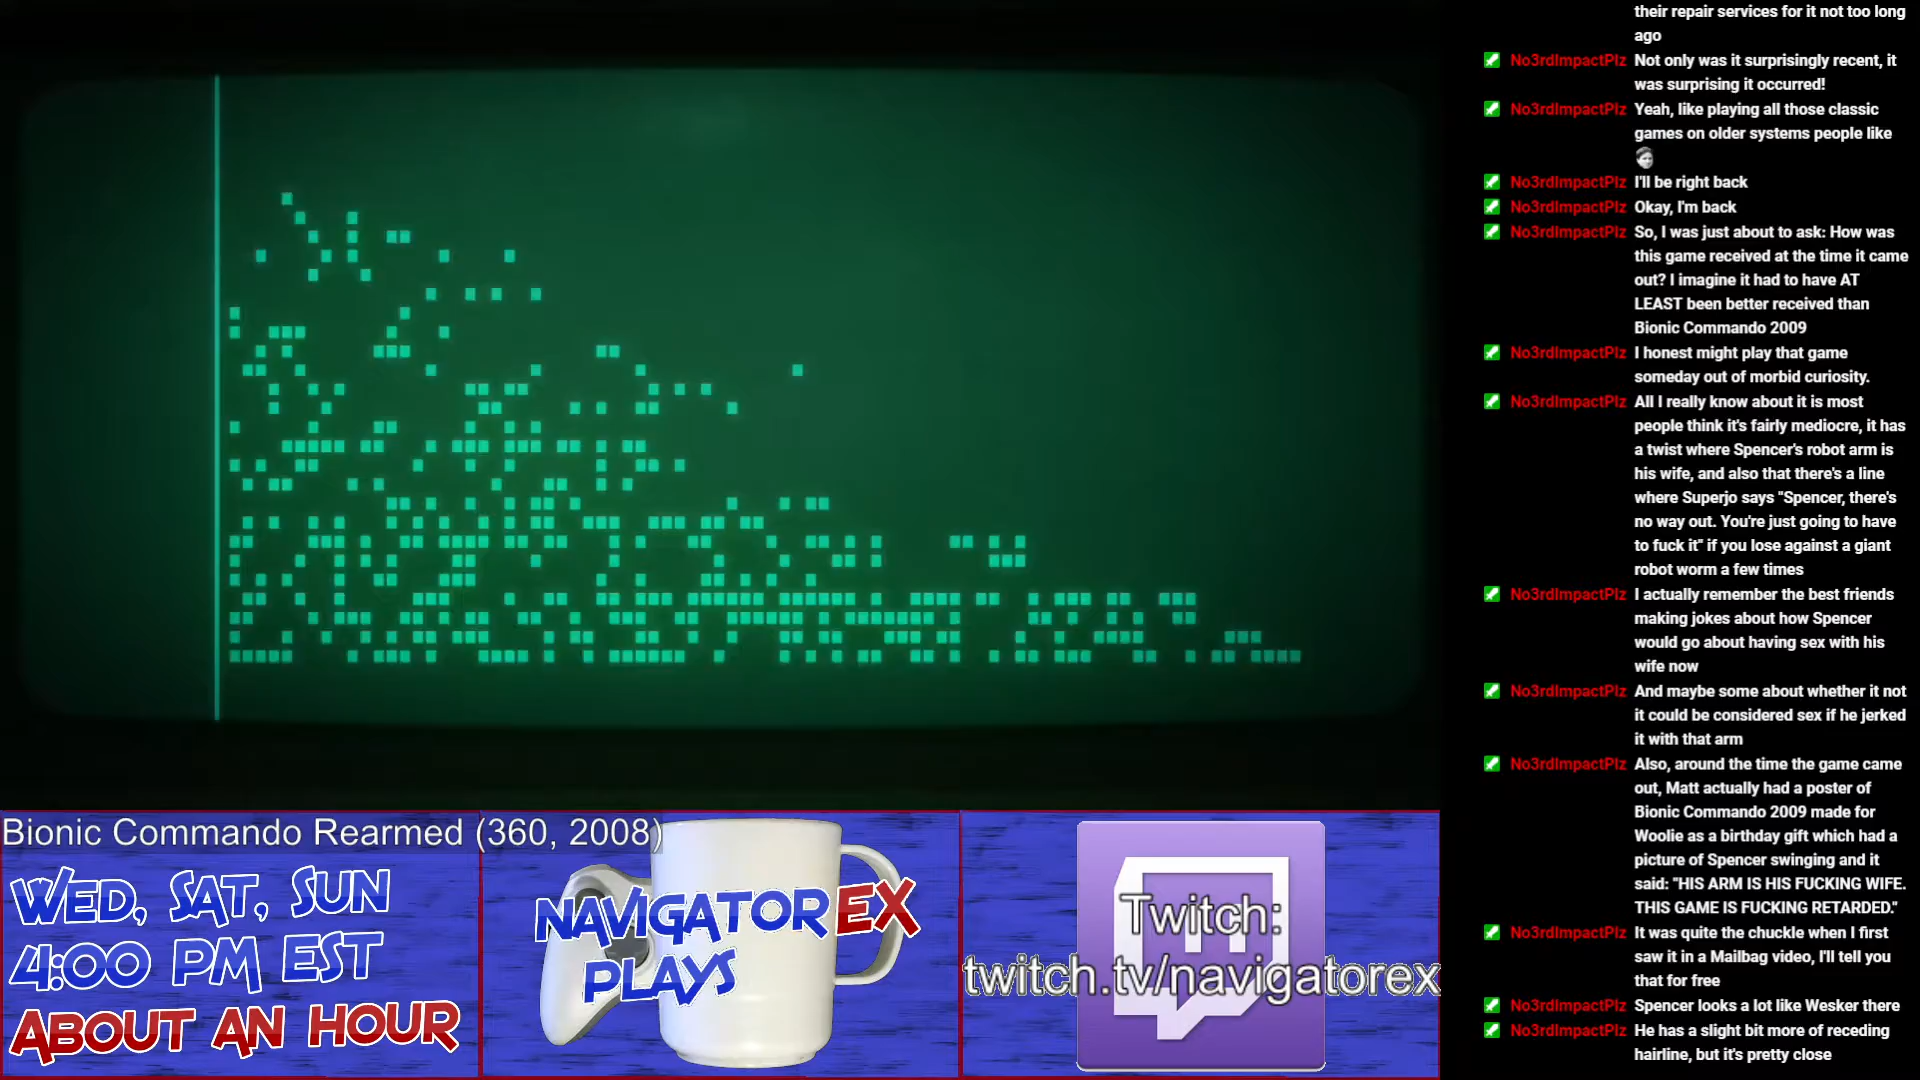 their repair services for it not too long
ago
No3rdImpactPlz Not only was it surprisingly recent, it
was surprising it occurred!
No3rdImpactPlz Yeah, like playing all those classic
games on older systems people like
No3rdImpactPlz I'll be right back
No3rdImpactPlz Okay, I'm back
No3rdImpactPlz So, I was just about to ask: How was
this game received at the time it came
out? I imagine it had to have AT
LEAST been better received than
Bionic Commando 2009
No3rdImpactPlz I honest might play that game
someday out of morbid curiosity.
No3rdImpactPlz All I really know about it is most
people think it's fairly mediocre, it has
a twist where Spencer's robot arm is
his wife, and also that there's a line
where Superjo says "Spencer, there's
no way out. You're just going to have
to fuck it" if you lose against a giant
robot worm a few times
No3rdImpactPlz I actually remember the best friends
making jokes about how Spencer
would go about having sex with his
wife now
No3rdImpactPlz And maybe some about whether it not
it could be considered sex if he jerked
it with that arm
No3rdImpactPlz Also, around the time the game came
out, Matt actually had a poster of
Bionic Commando 2009 made for
Woolie as a birthday gift which had a
picture of Spencer swinging and it
said: "HIS ARM IS HIS FUCKING WIFE.
THIS GAME IS FUCKING RETARDED."
No3rdImpactPlz It was quite the chuckle when I first
saw it in a Mailbag video, I'll tell you
that for free
No3rdImpactPlz Spencer looks a lot like Wesker there
No3rdImpactPlz He has a slight bit more of receding
hairline, but it's pretty close
Bionic Commando Rearmed (360, 2008)
WED, SAT, SUN
4:00 PM EST
ABOUT AN HOUR
NAVIGATOREX
PLAYS
Twitch:
twitch.tv/navigatorex